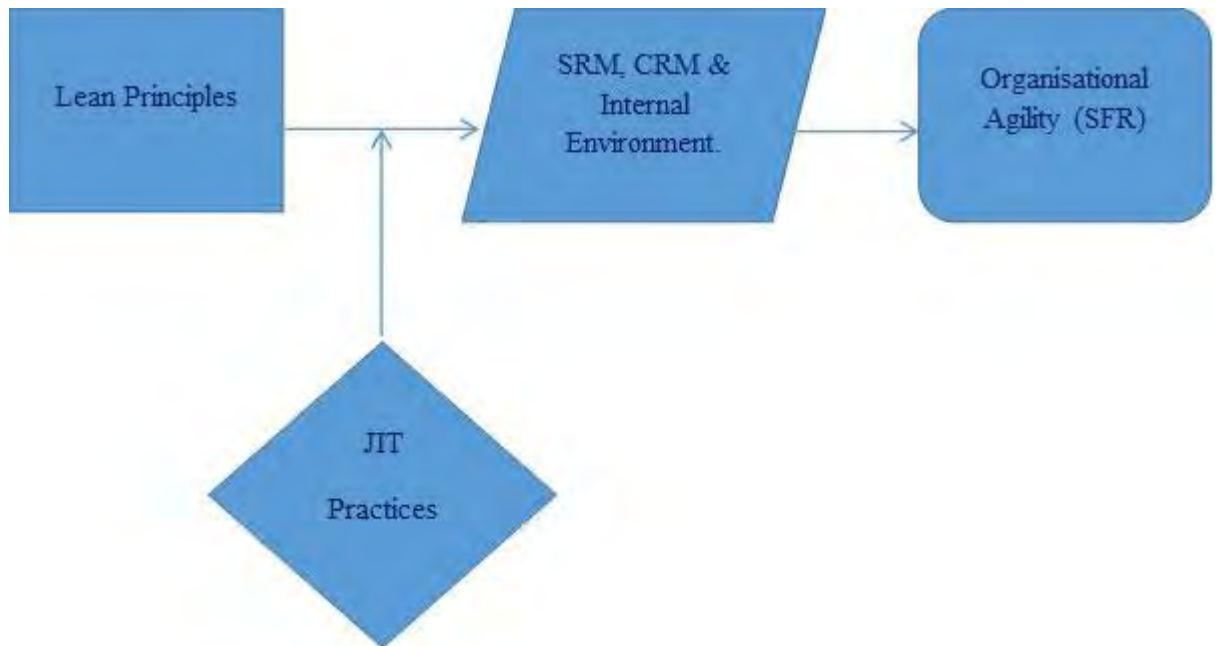 Lean Principles
SRM, CRM &
Internal
Environment.
Organisational
Agility (SFR)
JIT
Practices